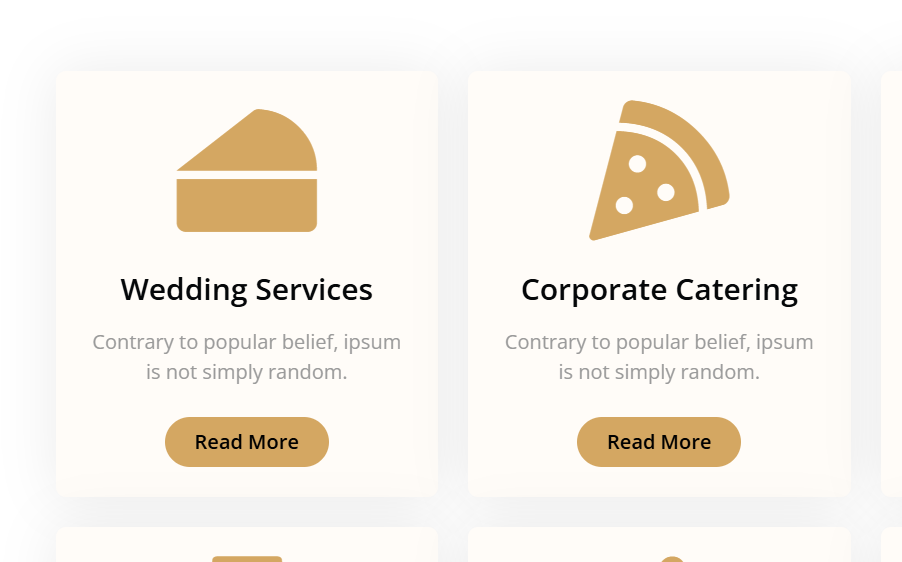 Wedding Services
Contrary to popular belief, ipsum
is not simply random.
Read More
Corporate Catering
Contrary to popular belief, ipsum
is not simply random.
Read More